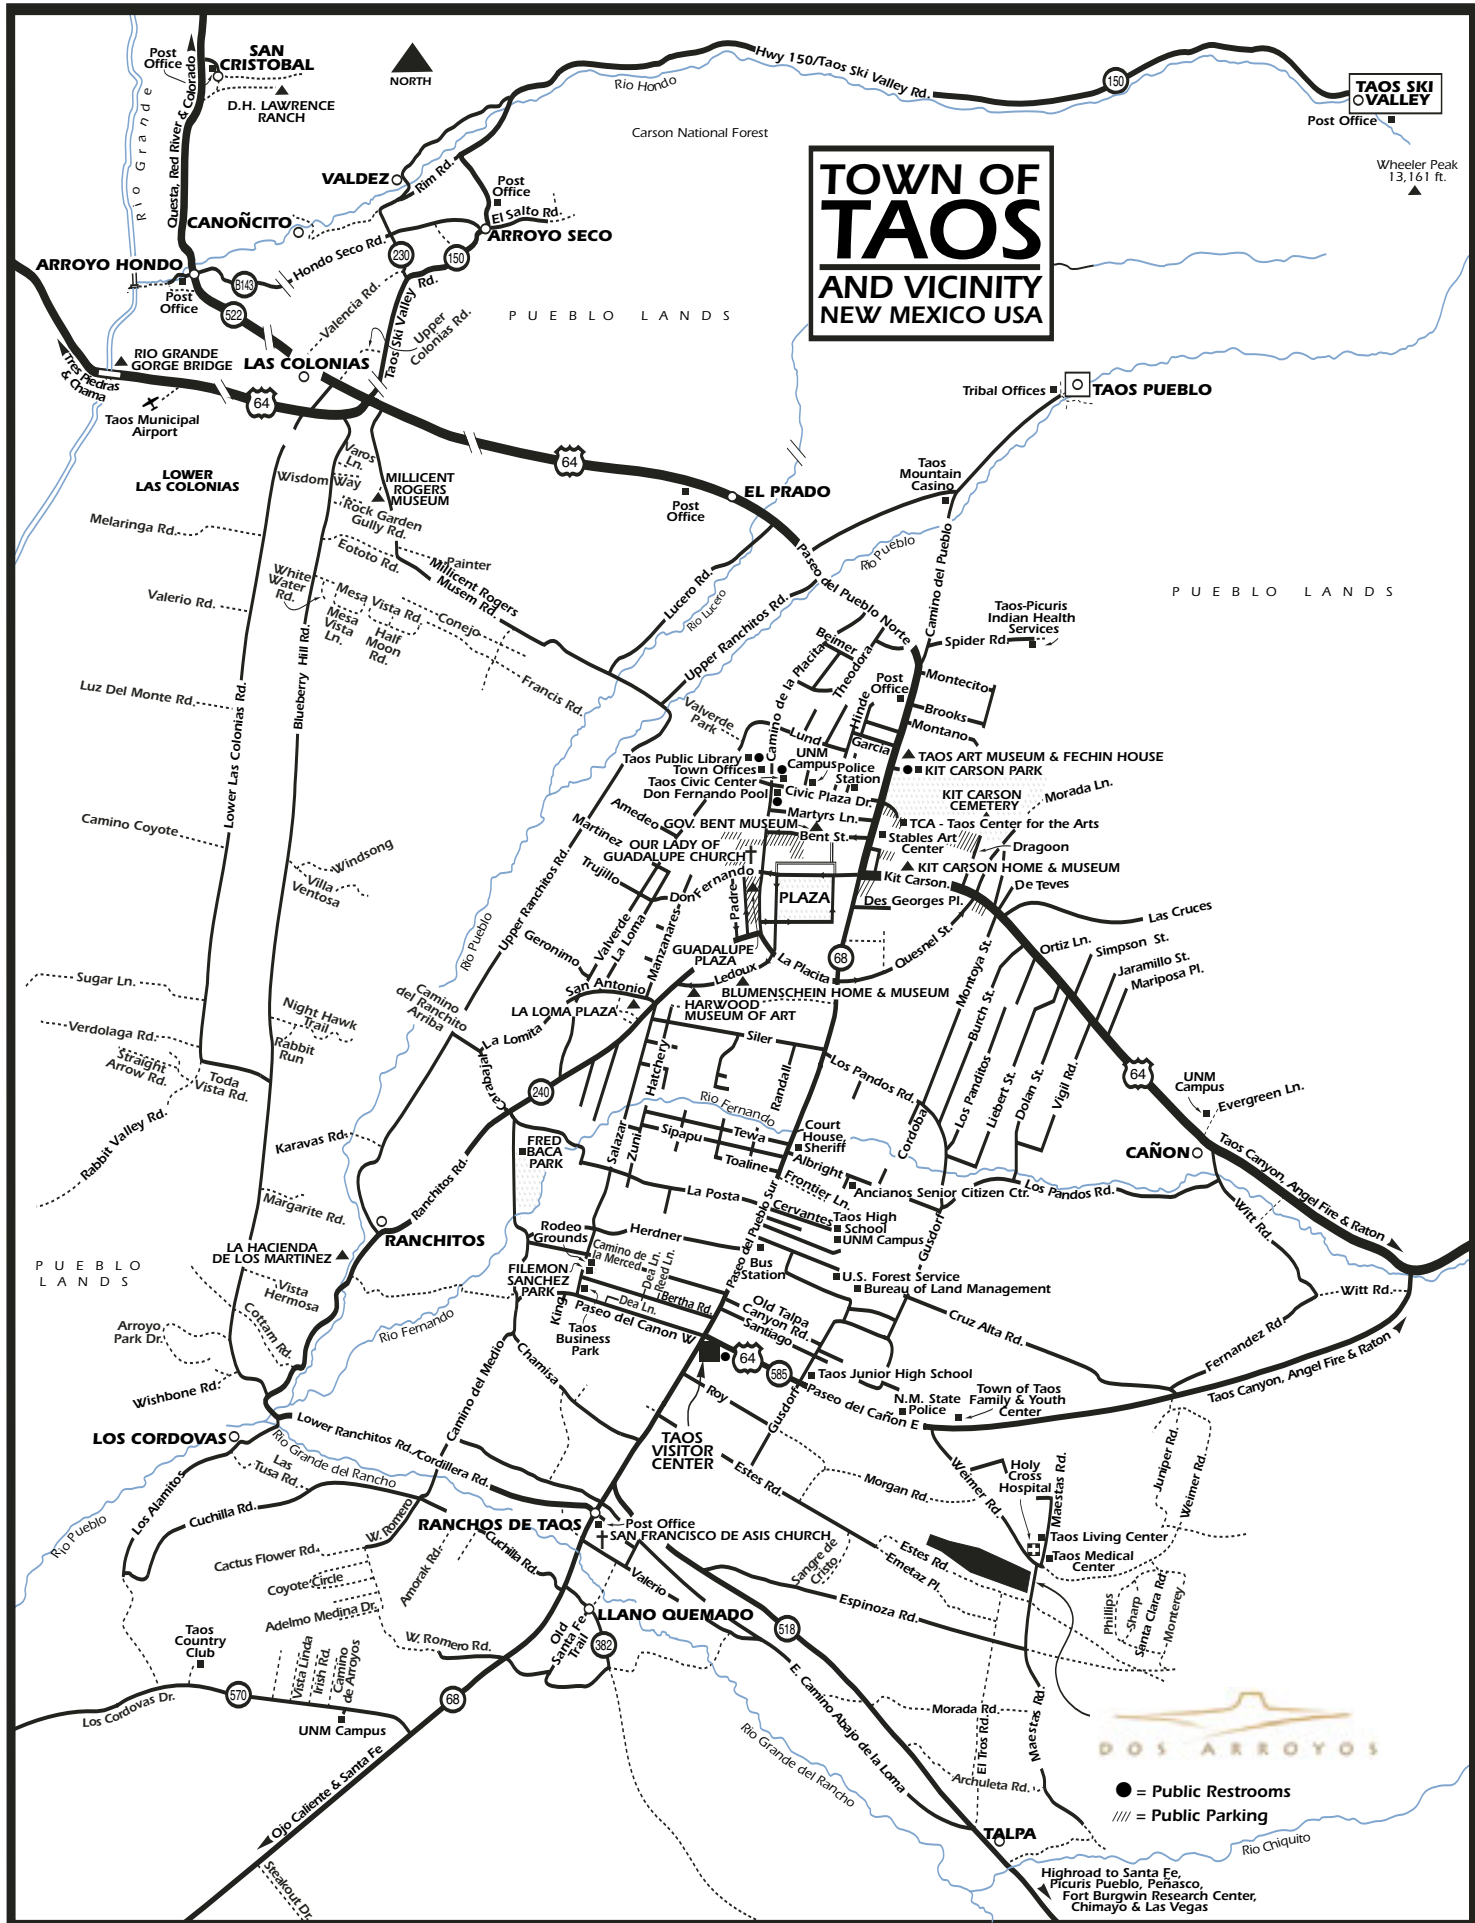 Post
Office
SAN
CRISTOBAL
NORTH
D.H. LAWRENCE
RANCH
Rio Grande
Questa, Red River & Colorado
Rio Hondo
Hwy 150/Taos Ski Valley Rd.
150
TAOS SKI
VALLEY
Post Office
Wheeler Peak
13,161 ft.
Carson National Forest
TOWN OF
TAOS
AND VICINITY
NEW MEXICO USA
VALDEZ
Rim Rd.
Post
Office
El Salto Rd.
CANOÑCITO
ARROYO SECO
Hondo Seco Rd.
230
150
ARROYO HONDO
B143
Post
Office
522
Valencia Rd.
Taos Ski Valley Rd.
Upper
Colonias Rd.
PUEBLO LANDS
RIO GRANDE
GORGE BRIDGE
LAS COLONIAS
Tres Piedras
& Chama
64
Taos Municipal
Airport
Tribal Offices
TAOS PUEBLO
LOWER
LAS COLONIAS
Varos
Ln.
Wisdom Way
MILLICENT
ROGERS
MUSEUM
Rock Garden
Gully Rd.
64
Post
Office
EL PRADO
Taos
Mountain
Casino
Melaringa Rd.
Eototo Rd.
Painter
Millicent Rogers
Musem Rd.
White
Water
Rd.
Mesa Vista Rd.
Mesa
Vista
Ln.
Half
Moon
Rd.
Conejo
Valerio Rd.
Francis Rd.
Luz Del Monte Rd.
Lower Las Colonias Rd.
Blueberry Hill Rd.
Lucero Rd.
Rio Lucero
Upper Ranchitos Rd.
Paseo del Pueblo Norte
Rio Pueblo
Camino del Pueblo
PUEBLO LANDS
Taos-Picuris
Indian Health
Services
Spider Rd.
Beimer
Camino de la Placita
Theodora
Post
Office
Hinde
Montecito
Brooks
Montano
Valverde
Park
Lund
Garcia
UNM
Campus
Police
Station
Taos Public Library
Town Offices
Taos Civic Center
Don Fernando Pool
Civic Plaza Dr.
TAOS ART MUSEUM & FECHIN HOUSE
KIT CARSON PARK
KIT CARSON
CEMETERY
Morada Ln.
Martyrs Ln.
GOV. BENT MUSEUM
Bent St.
TCA - Taos Center for the Arts
Stables Art
Center
Dragoon
KIT CARSON HOME & MUSEUM
OUR LADY OF
GUADALUPE CHURCH
Amedeo
Martinez
Trujillo
Don Fernando
Padre
PLAZA
Kit Carson.
De Teves
Des Georges Pl.
Las Cruces
Camino Coyote
Windsong
Villa
Ventosa
Rio Pueblo
Upper Ranchitos Rd.
Geronimo
Valverde
La Loma
Manzanares
GUADALUPE
PLAZA
Ledoux
La Placita
68
Quesnel St.
Montoya St.
Ortiz Ln.
Simpson St.
Jaramillo St.
Mariposa Pl.
Sugar Ln.
San Antonio
LA LOMA PLAZA
BLUMENSCHEIN HOME & MUSEUM
HARWOOD
MUSEUM OF ART
Burch St.
Camino
del Ranchito
Arriba
Night Hawk
Trail
Verdolaga Rd.
Rabbit
Run
Straight
Arrow Rd.
Toda
Vista Rd.
La Lomita
Carabajal
Siler
Hatchery
Randall
Los Pandos Rd.
Los Panditos
Liebert St.
Dolan St.
Vigil Rd.
64
UNM
Campus
Evergreen Ln.
240
Rabbit Valley Rd.
Karavas Rd.
Rio Fernando
Cordoba
CAÑON
Taos Canyon, Angel Fire & Raton
FRED
BACA
PARK
Salazar
Zuni
Sipapu
Tewa
Toaline
Court
House,
Sheriff
Albright
Frontier Ln.
Ancianos Senior Citizen Ctr.
Los Pandos Rd.
Witt Rd.
Margarite Rd.
Ranchitos Rd.
La Posta
Cervantes
Taos High
School
UNM Campus
Gusdorf
RANCHITOS
Rodeo
Grounds
Herdner
Paseo del Pueblo Sur
LA HACIENDA
DE LOS MARTINEZ
PUEBLO
LANDS
Camino de
la Merced
Dea Ln.
Reed Ln.
Bus
Station
U.S. Forest Service
Bureau of Land Management
FILEMON
SANCHEZ
PARK
Vista
Hermosa
King
Dea Ln.
Bertha Rd.
Old Talpa
Canyon Rd.
Santiago
Cruz Alta Rd.
Witt Rd.
Fernandez Rd.
Arroyo
Park Dr.
Cottam Rd.
Rio Fernando
Paseo del Canon W
Taos
Business
Park
64
585
Taos Junior High School
Taos Canyon, Angel Fire & Raton
Wishbone Rd.
Camino del Medio
Chamisa
Roy
Gusdorf
Paseo del Cañon E
N.M. State
Police
Town of Taos
Family & Youth
Center
LOS CORDOVAS
Lower Ranchitos Rd./Cordillera Rd.
Rio Grande del Rancho
TAOS
VISITOR
CENTER
Estes Rd.
Morgan Rd.
Weimer Rd.
Holy
Cross
Hospital
Maestas Rd.
Juniper Rd.
Weimer Rd.
Las
Tusa Rd.
Los Alamitos
Cuchilla Rd.
Rio Pueblo
W. Romero
RANCHOS DE TAOS
Post Office
SAN FRANCISCO DE ASIS CHURCH
Cactus Flower Rd.
Coyote Circle
Adelmo Medina Dr.
Amorak Rd.
Cuchilla Rd.
Valerio
Sangre de
Cristo
Estes Rd.
Emetaz Pl.
Espinoza Rd.
Taos Living Center
Taos Medical
Center
Phillips
Sharp
Santa Clara Rd.
Monterey
LLANO QUEMADO
Taos
Country
Club
W. Romero Rd.
Old
Santa Fe
Trail
382
518
Vista Linda
Irish Rd.
Camino
de Arroyos
570
Los Cordovas Dr.
UNM Campus
68
E. Camino Abajo de la Loma
Morada Rd.
El Tros Rd.
Maestas Rd.
DOS ARROYOS
Rio Grande del Rancho
Archuleta Rd.
Ojo Caliente & Santa Fe
= Public Restrooms
= Public Parking
TALPA
Rio Chiquito
Steakout Dr.
Highroad to Santa Fe,
Picuris Pueblo, Peñasco,
Fort Burgwin Research Center,
Chimayo & Las Vegas